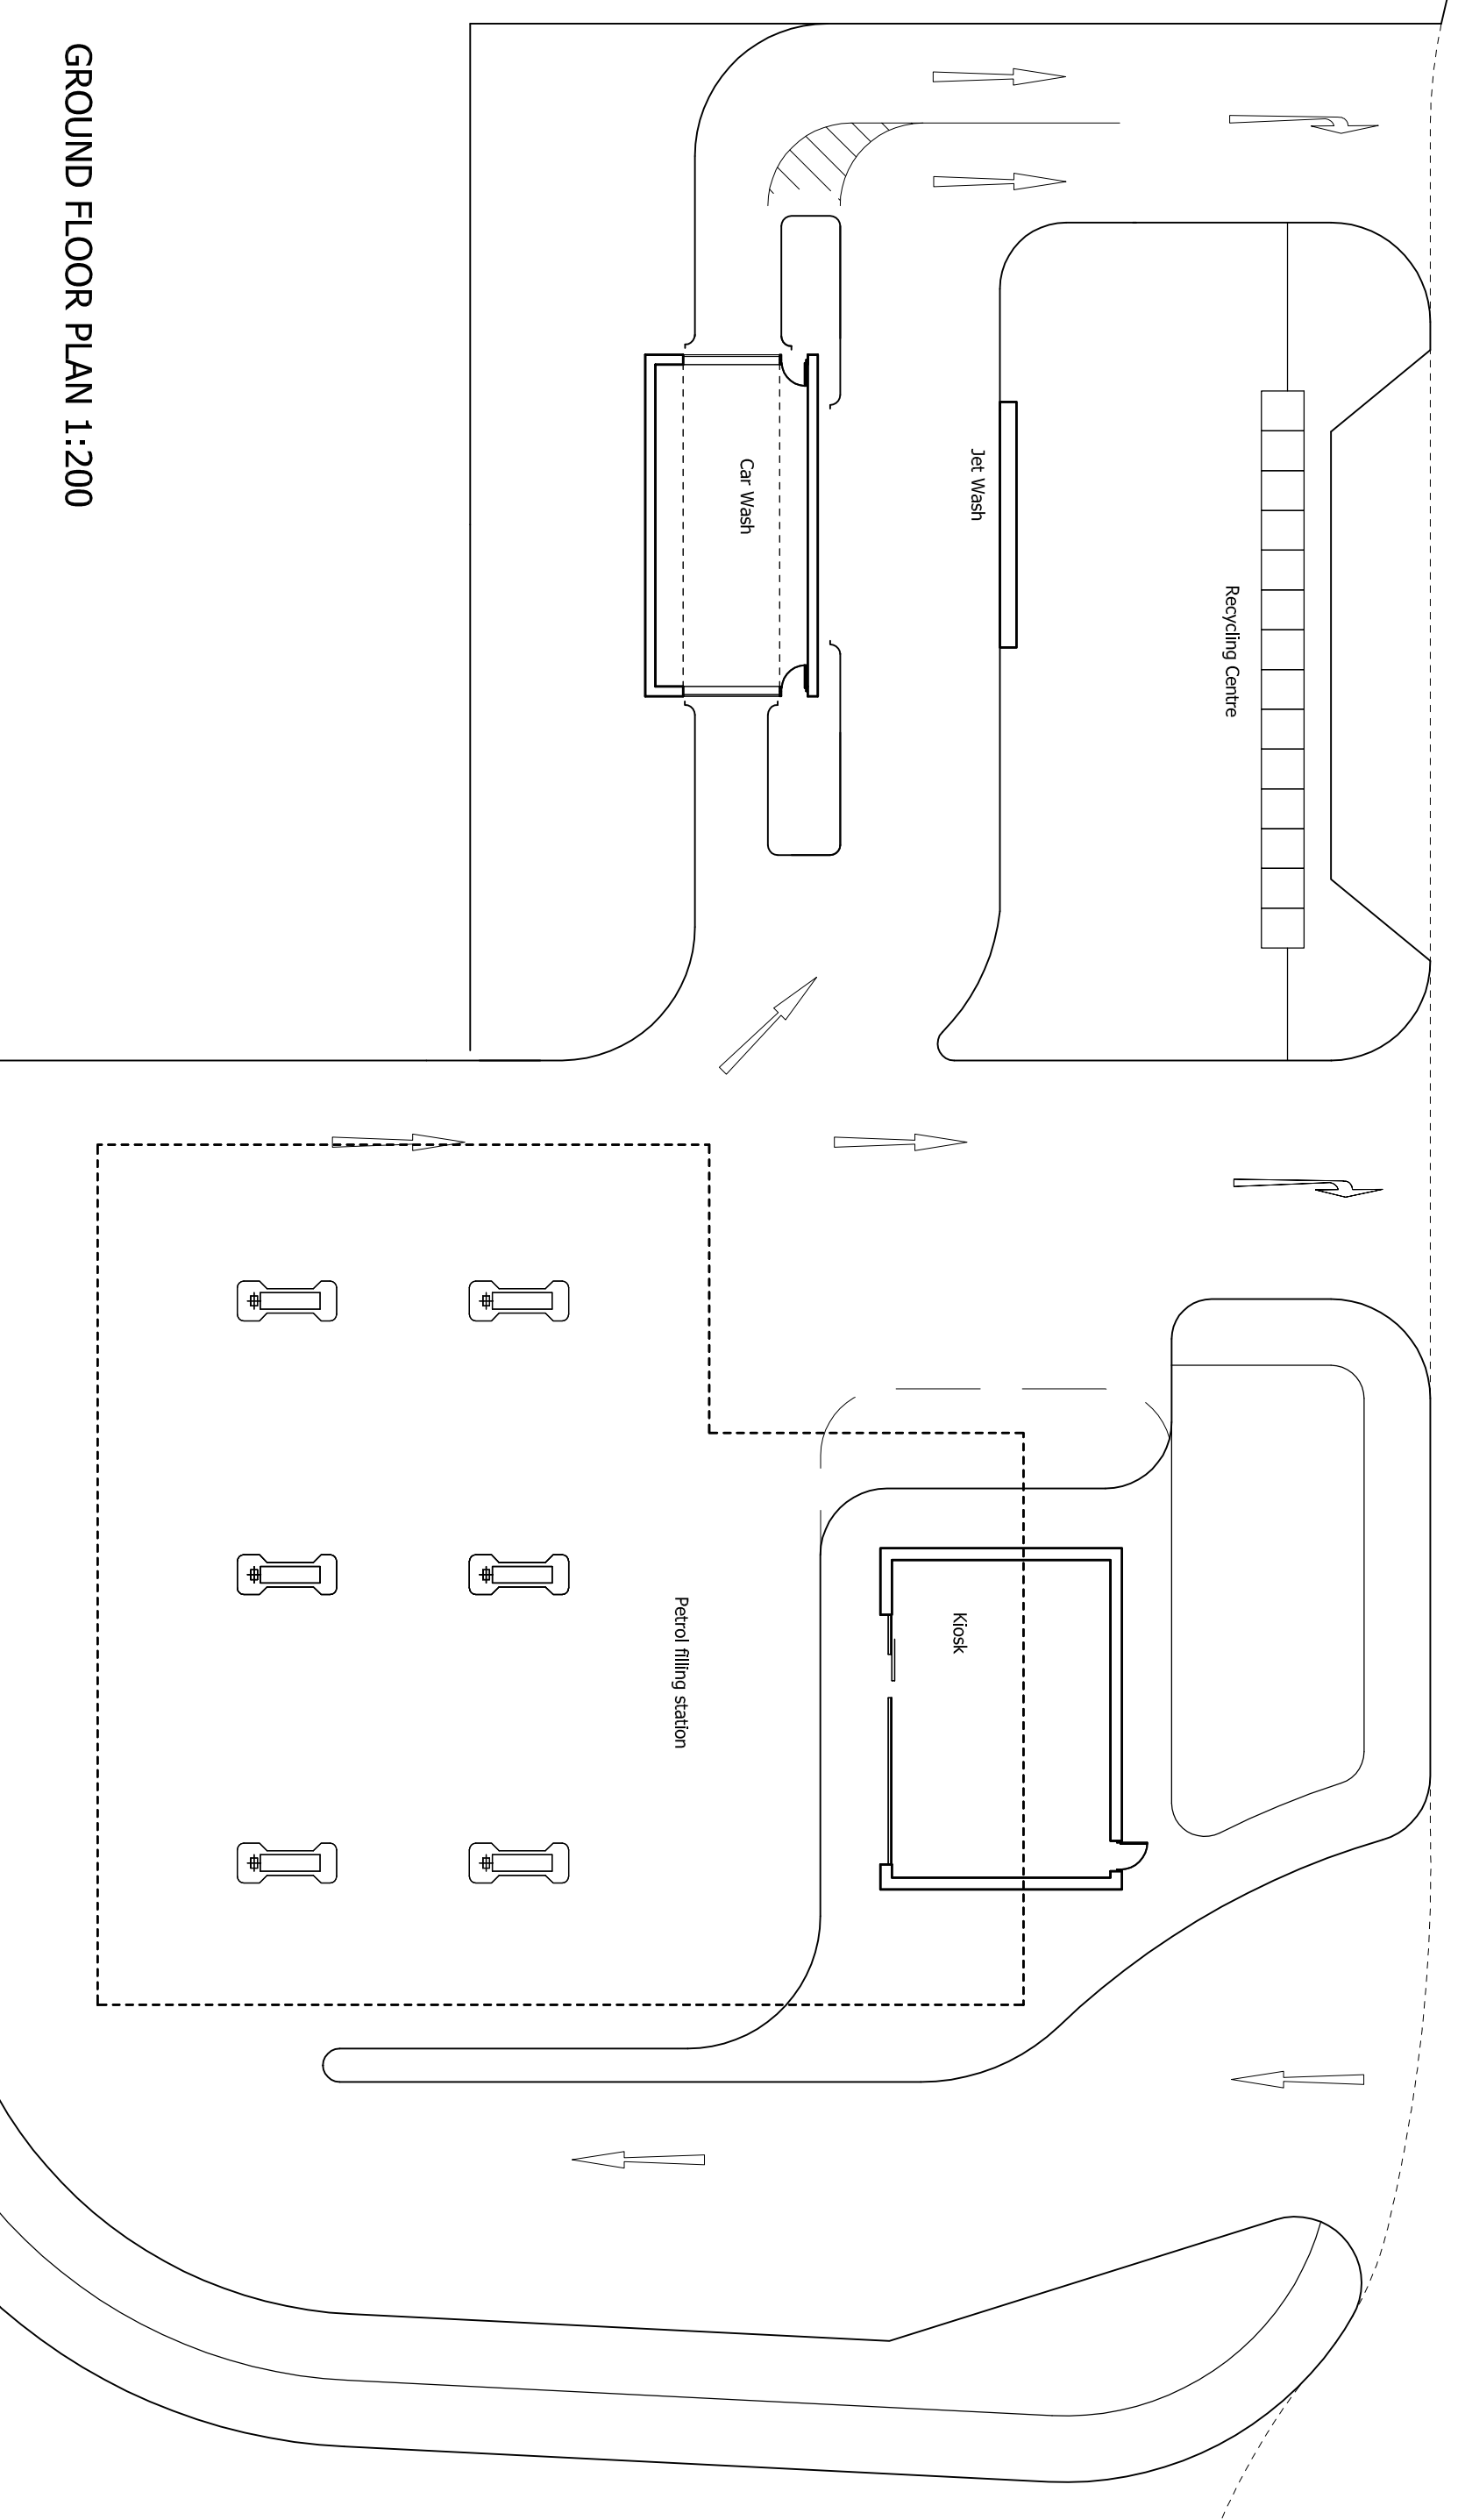 Recycling Centre
Jet Wash
Kiosk
Car Wash
Petrol filling station
GROUND FLOOR PLAN 1:200